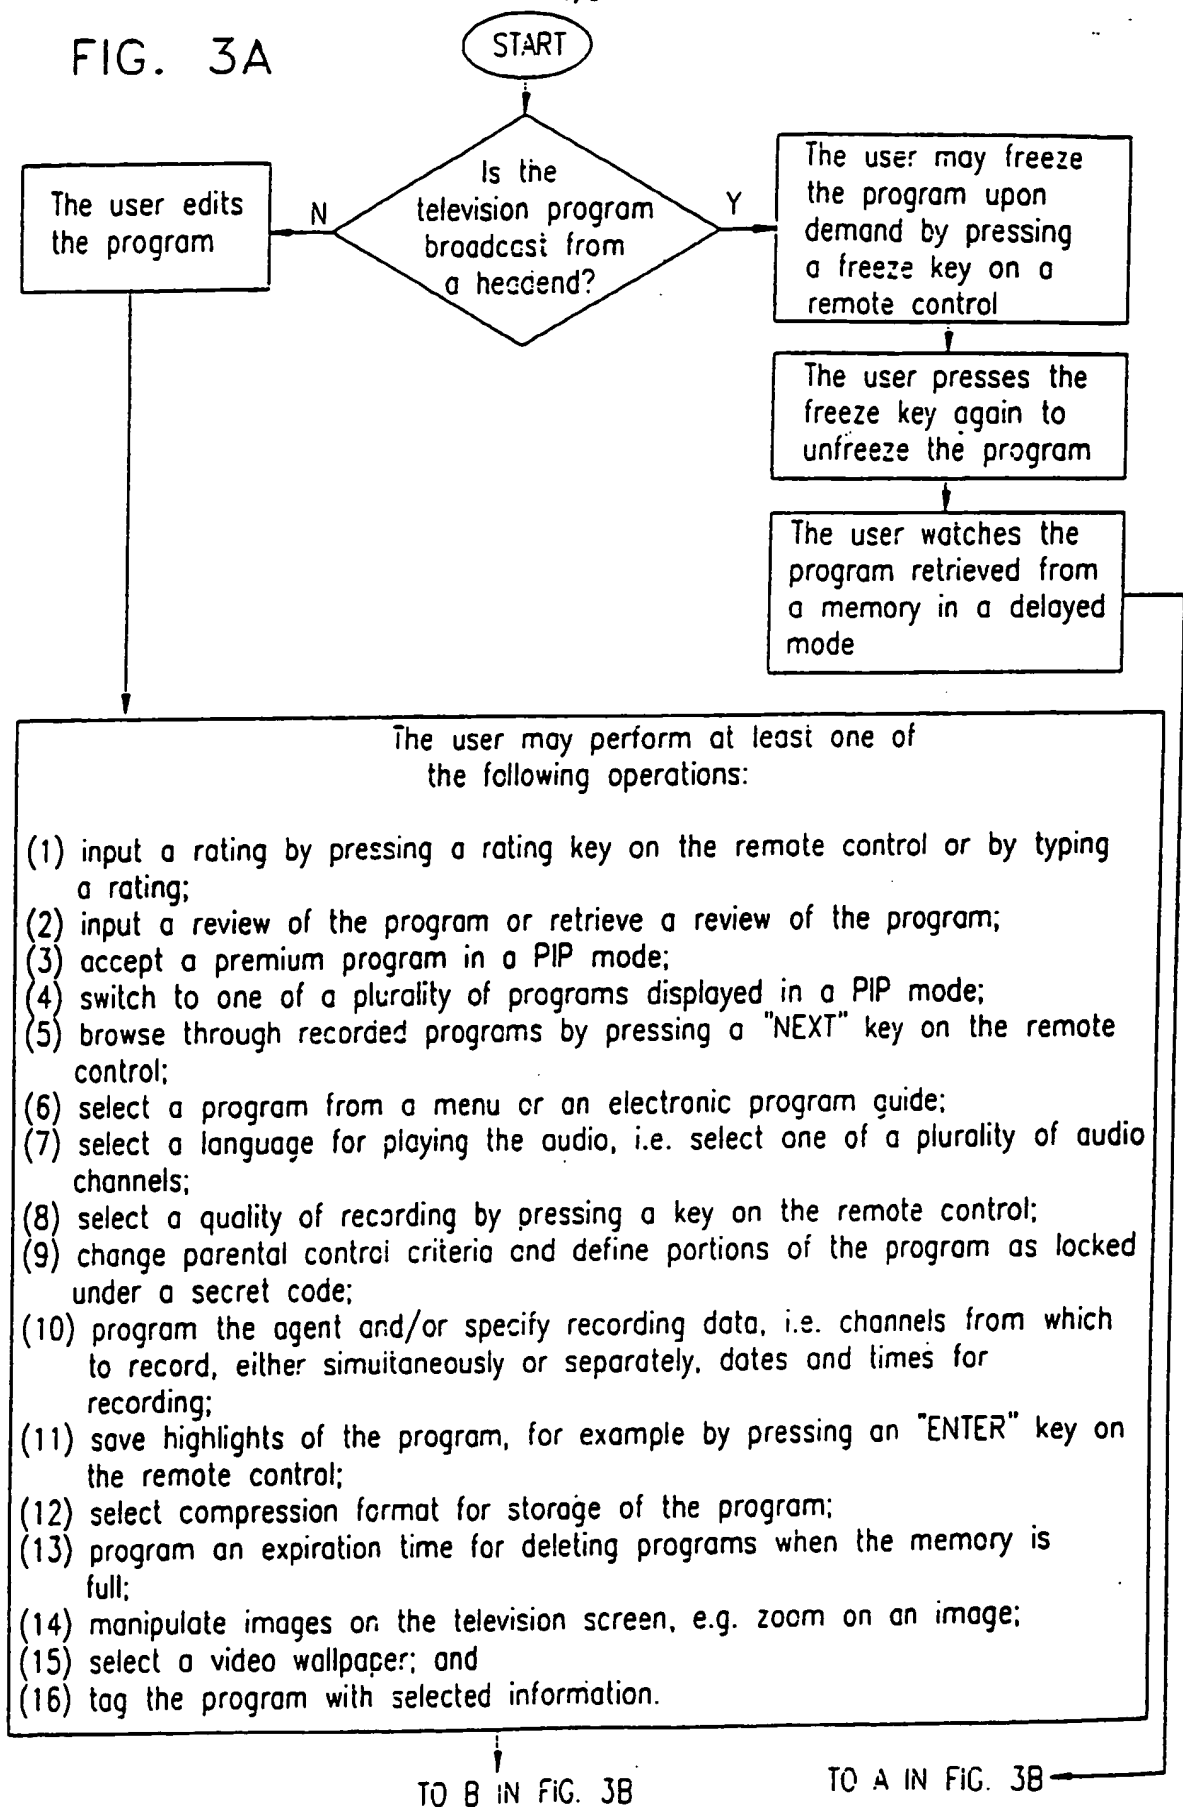 FIG. 3A
START
Is the
television program
broadcast from
a headend?
N
Y
The user edits
the program
The user may freeze
the program upon
demand by pressing
a freeze key on a
remote control
The user presses the
freeze key again to
unfreeze the program
The user watches the
program retrieved from
a memory in a delayed
mode
The user may perform at least one of
the following operations:
(1) input a rating by pressing a rating key on the remote control or by typing
a rating;
(2) input a review of the program or retrieve a review of the program;
(3) accept a premium program in a PIP mode;
(4) switch to one of a plurality of programs displayed in a PIP mode;
(5) browse through recorded programs by pressing a "NEXT" key on the remote
control;
(6) select a program from a menu or an electronic program guide;
(7) select a language for playing the audio, i.e. select one of a plurality of audio
channels;
(8) select a quality of recording by pressing a key on the remote control;
(9) change parental control criteria and define portions of the program as locked
under a secret code;
(10) program the agent and/or specify recording data, i.e. channels from which
to record, either simultaneously or separately, dates and times for
recording;
(11) save highlights of the program, for example by pressing an "ENTER" key on
the remote control;
(12) select compression format for storage of the program;
(13) program an expiration time for deleting programs when the memory is
full;
(14) manipulate images on the television screen, e.g. zoom on an image;
(15) select a video wallpaper; and
(16) tag the program with selected information.
TO B IN FIG. 3B
TO A IN FIG. 3B